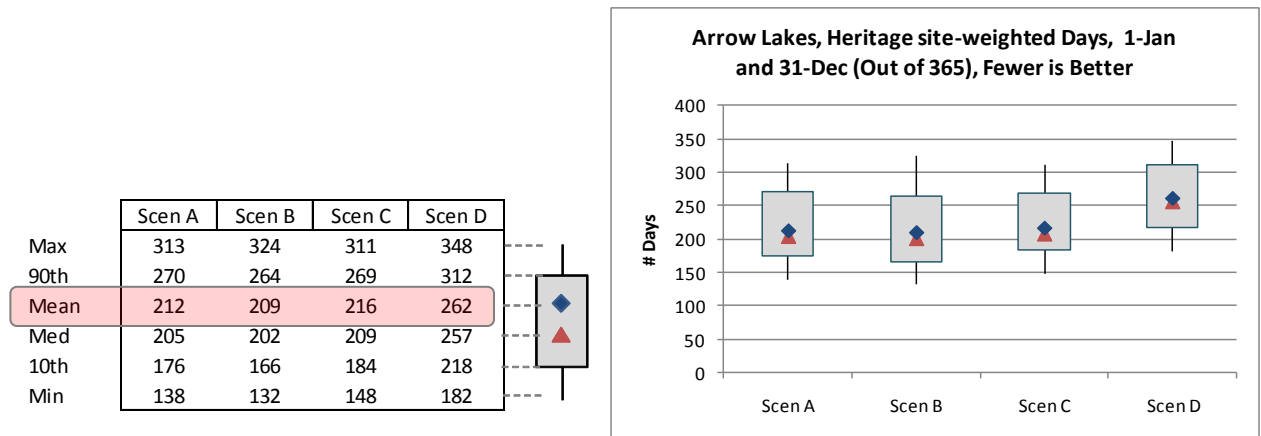 Scen A Scen B Scen C Scen D
Max 313 324 311 348
90th 270 264 269 312
Mean 212 209 216 262
Med 205 202 209 257
10th 176 166 184 218
Min 138 132 148 182
Arrow Lakes, Heritage site-weighted Days, 1-Jan
and 31-Dec (Out of 365), Fewer is Better
# Days
400
350
300
250
200
150
100
50
0
Scen A Scen B Scen C Scen D